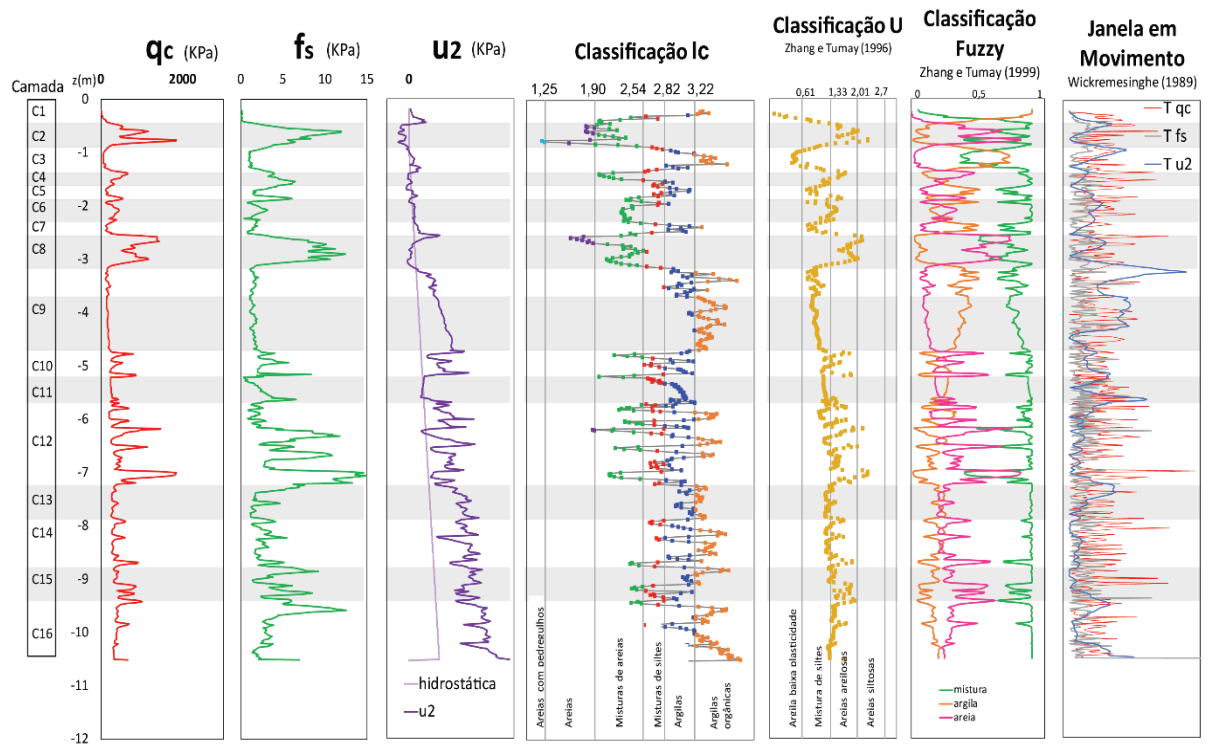 qc (KPa)
fs (KPa)
u2 (KPa)
Classificação Ic
Classificação U
Zhang e Tumay (1996)
Classificação
Fuzzy
Zhang e Tumay (1999)
Janela em
Movimento
Wickremesinghe (1989)
Camada
z(m)
0 2000
0 5 10 15
0
1,25 1,90 2,54 2,82 3,22
0,61 1,33 2,01 2,7
0 0,5 1
0
-1
-2
-3
-4
-5
-6
-7
-8
-9
-10
-11
-12
C1
C2
C3
C4
C5
C6
C7
C8
C9
C10
C11
C12
C13
C14
C15
C16
hidrostática
u2
Areias com pedregulhos
Areias
Misturas de areias
Misturas de siltes
Argilas
Argilas
orgânicas
Argila baixa plasticidade
Mistura de siltes
Areias argilosas
Areias siltosas
mistura
argila
areia
T qc
T fs
T u2